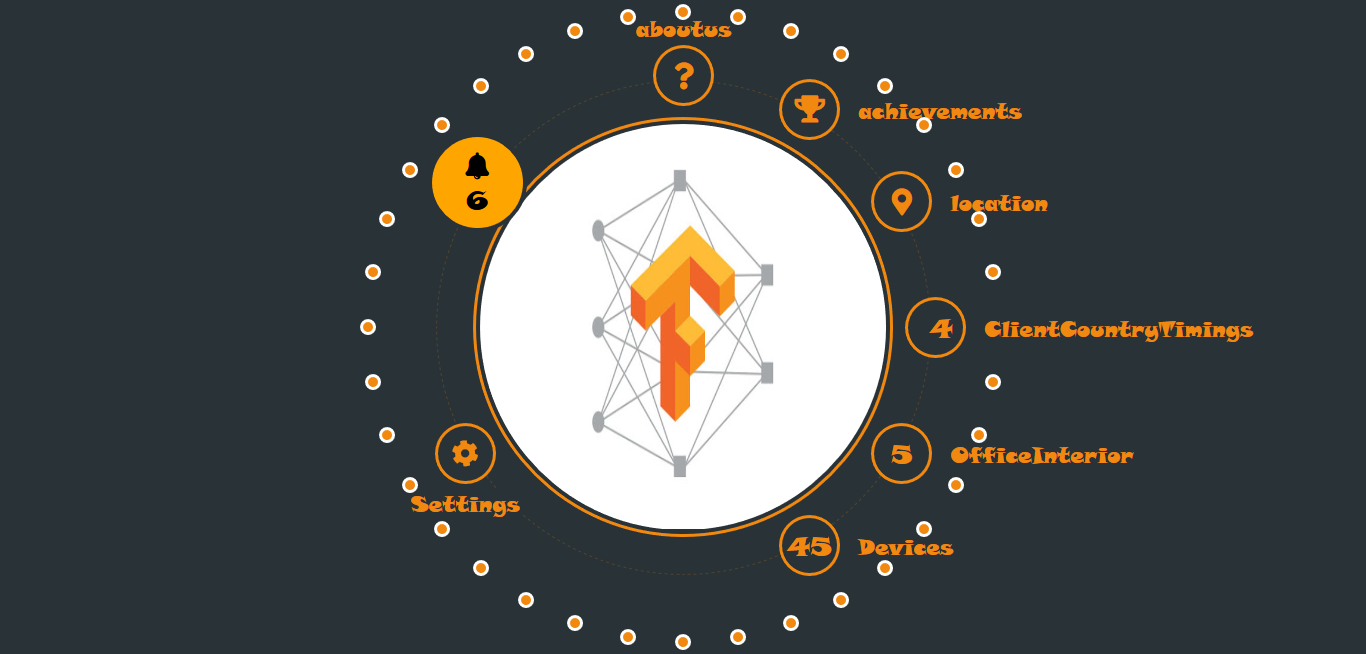 aboutus
?
achievements
location
6
4 ClientCountryTimings
5 OfficeInterior
Settings
45 Devices